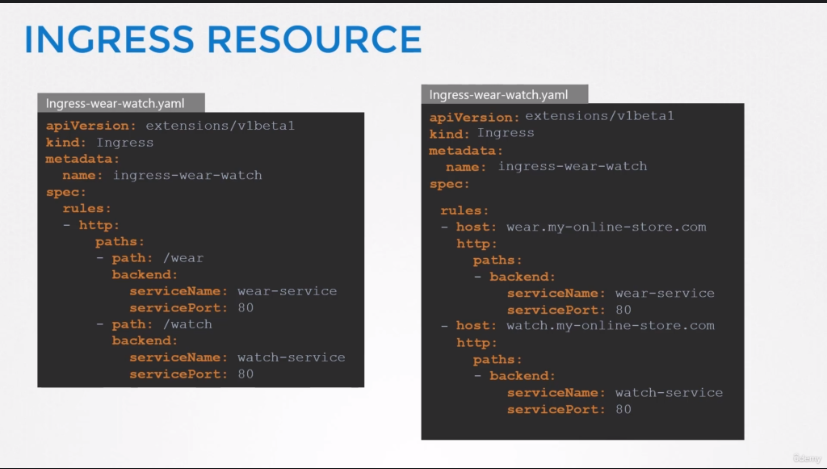 INGRESS RESOURCE
Ingress-wear-watch.yaml
apiVersion: extensions/v1beta1
kind: Ingress
metadata:
  name: ingress-wear-watch
spec:
  rules:
  - http:
      paths:
      - path: /wear
        backend:
          serviceName: wear-service
          servicePort: 80
      - path: /watch
        backend:
          serviceName: watch-service
          servicePort: 80
Ingress-wear-watch.yaml
apiVersion: extensions/v1beta1
kind: Ingress
metadata:
  name: ingress-wear-watch
spec:
  rules:
  - host: wear.my-online-store.com
    http:
      paths:
      - backend:
          serviceName: wear-service
          servicePort: 80
  - host: watch.my-online-store.com
    http:
      paths:
      - backend:
          serviceName: watch-service
          servicePort: 80
Udemy